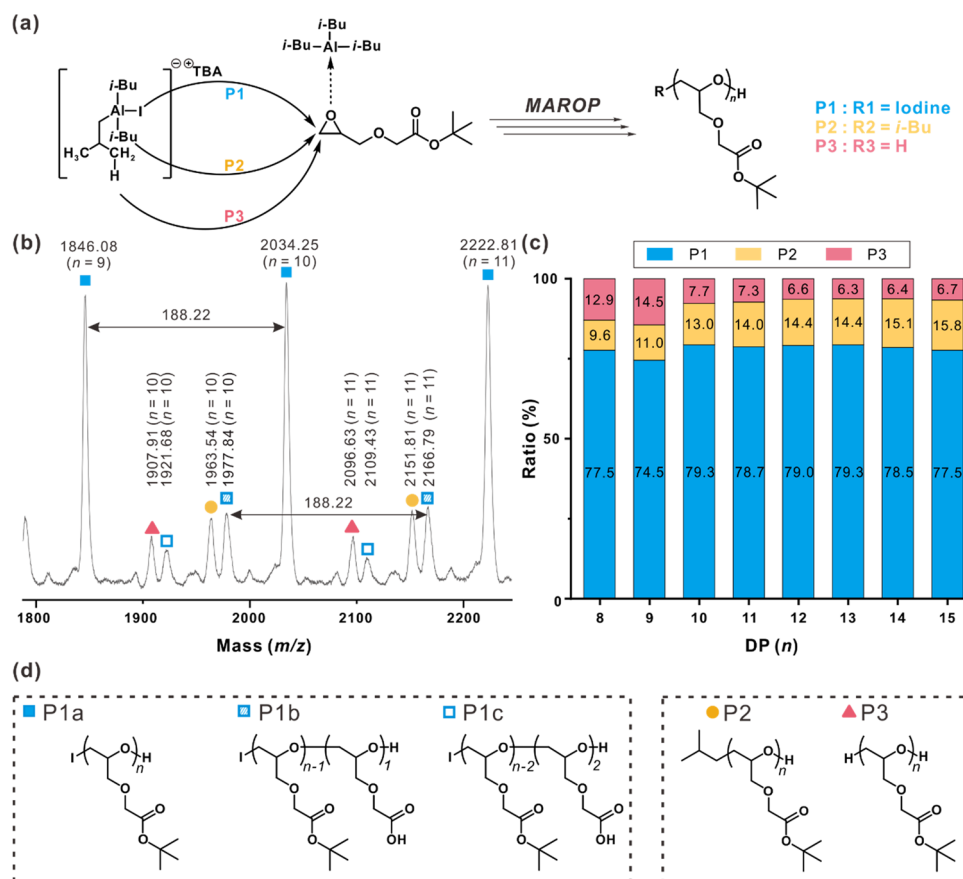 (a)
i-Bu
i-Bu Al i-Bu
⊖⊕TBA
i-Bu
Al I
i-Bu
H₃C CH₂
H
P1
P2
P3
O
O
O
O
MAROP
R O H
n
O
O
O
P1 : R1 = Iodine
P2 : R2 = i-Bu
P3 : R3 = H
(b)
1846.08
(n = 9)
2034.25
(n = 10)
2222.81
(n = 11)
188.22
1907.91 (n = 10)
1921.68 (n = 10)
1963.54 (n = 10)
1977.84 (n = 10)
2096.63 (n = 11)
2109.43 (n = 11)
2151.81 (n = 11)
2166.79 (n = 11)
188.22
1800 1900 2000 2100 2200
Mass (m/z)
(c)
P1 P2 P3
100
50
0
Ratio (%)
12.9 14.5 7.7 7.3 6.6 6.3 6.4 6.7
9.6 11.0 13.0 14.0 14.4 14.4 15.1 15.8
77.5 74.5 79.3 78.7 79.0 79.3 78.5 77.5
8 9 10 11 12 13 14 15
DP (n)
(d)
P1a
I O H
n
O
O
O
P1b
I O O H
n-1 1
O O
O O
O OH
P1c
I O O H
n-2 2
O O
O O
O OH
P2
O H
n
O
O
O
P3
H O H
n
O
O
O